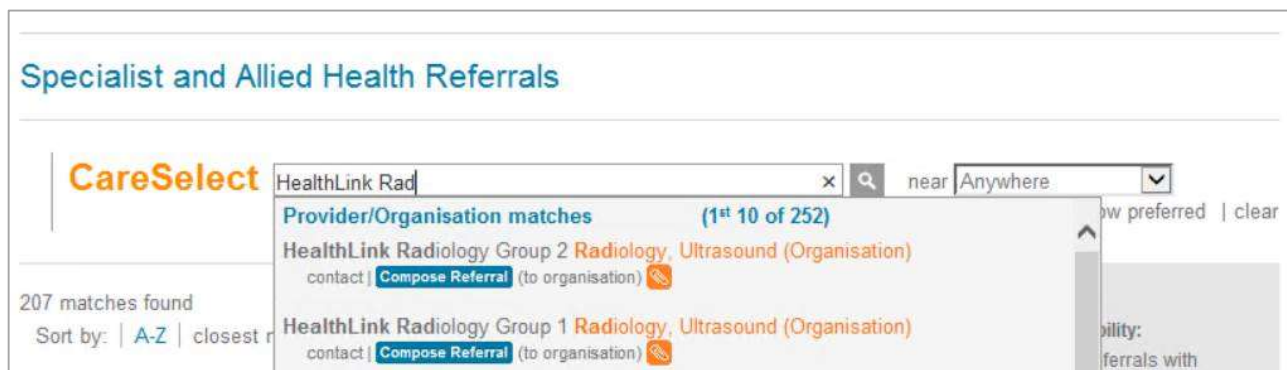 Specialist and Allied Health Referrals
CareSelect HealthLink Rad × near Anywhere
preferred | clear
Provider/Organisation matches (1st 10 of 252)
HealthLink Radiology Group 2 Radiology, Ultrasound (Organisation)
contact | Compose Referral (to organisation)
207 matches found
HealthLink Radiology Group 1 Radiology, Ultrasound (Organisation)
Sort by: | A-Z | closest
contact | Compose Referral (to organisation)
with